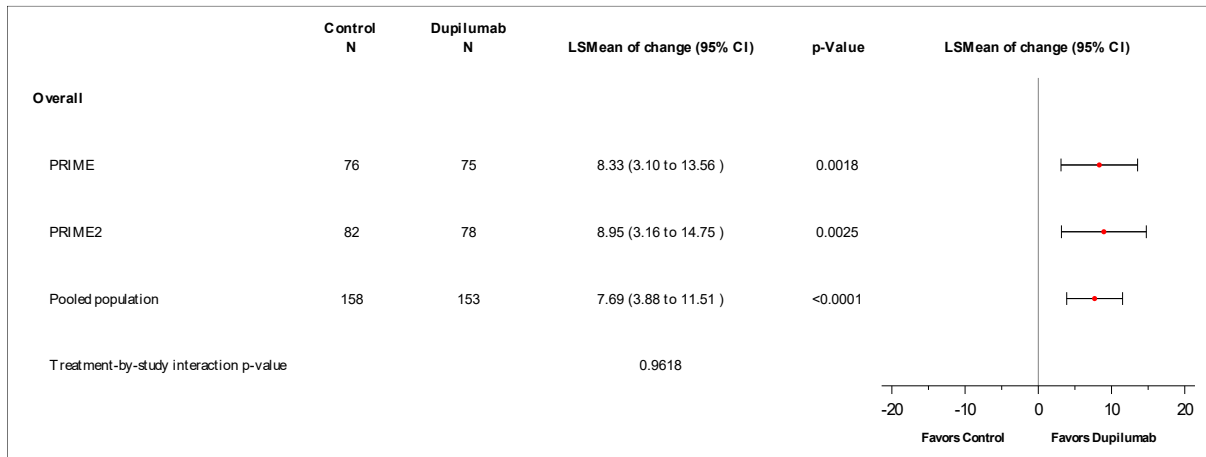 Control Dupilumab
N N LSMean of change (95% CI) p-Value LSMean of change (95% CI)
Overall
PRIME 76 75 8.33 (3.10 to 13.56 ) 0.0018
PRIME2 82 78 8.95 (3.16 to 14.75 ) 0.0025
Pooled population 158 153 7.69 (3.88 to 11.51 ) <0.0001
Treatment-by-study interaction p-value 0.9618
-20 -10 0 10 20
Favors Control Favors Dupilumab